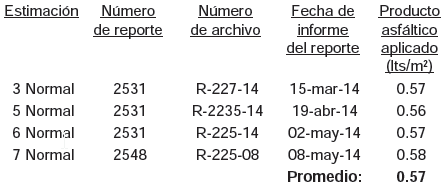 Estimación Número de reporte Número de archivo Fecha de informe del reporte Producto asfáltico aplicado (lts/m²)
3 Normal 2531 R-227-14 15-mar-14 0.57
5 Normal 2531 R-2235-14 19-abr-14 0.56
6 Normal 2531 R-225-14 02-may-14 0.57
7 Normal 2548 R-225-08 08-may-14 0.58
Promedio: 0.57